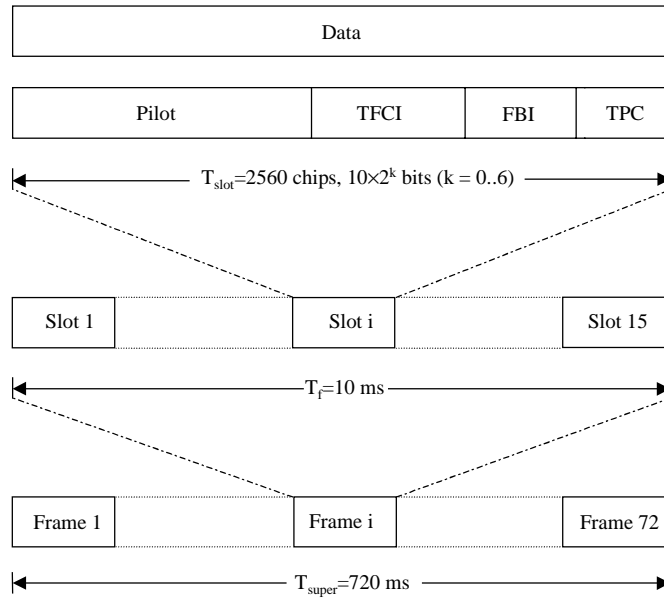 Data
Pilot TFCI FBI TPC
T_slot=2560 chips, 10×2^k bits (k = 0..6)
Slot 1 Slot i Slot 15
T_f=10 ms
Frame 1 Frame i Frame 72
T_super=720 ms